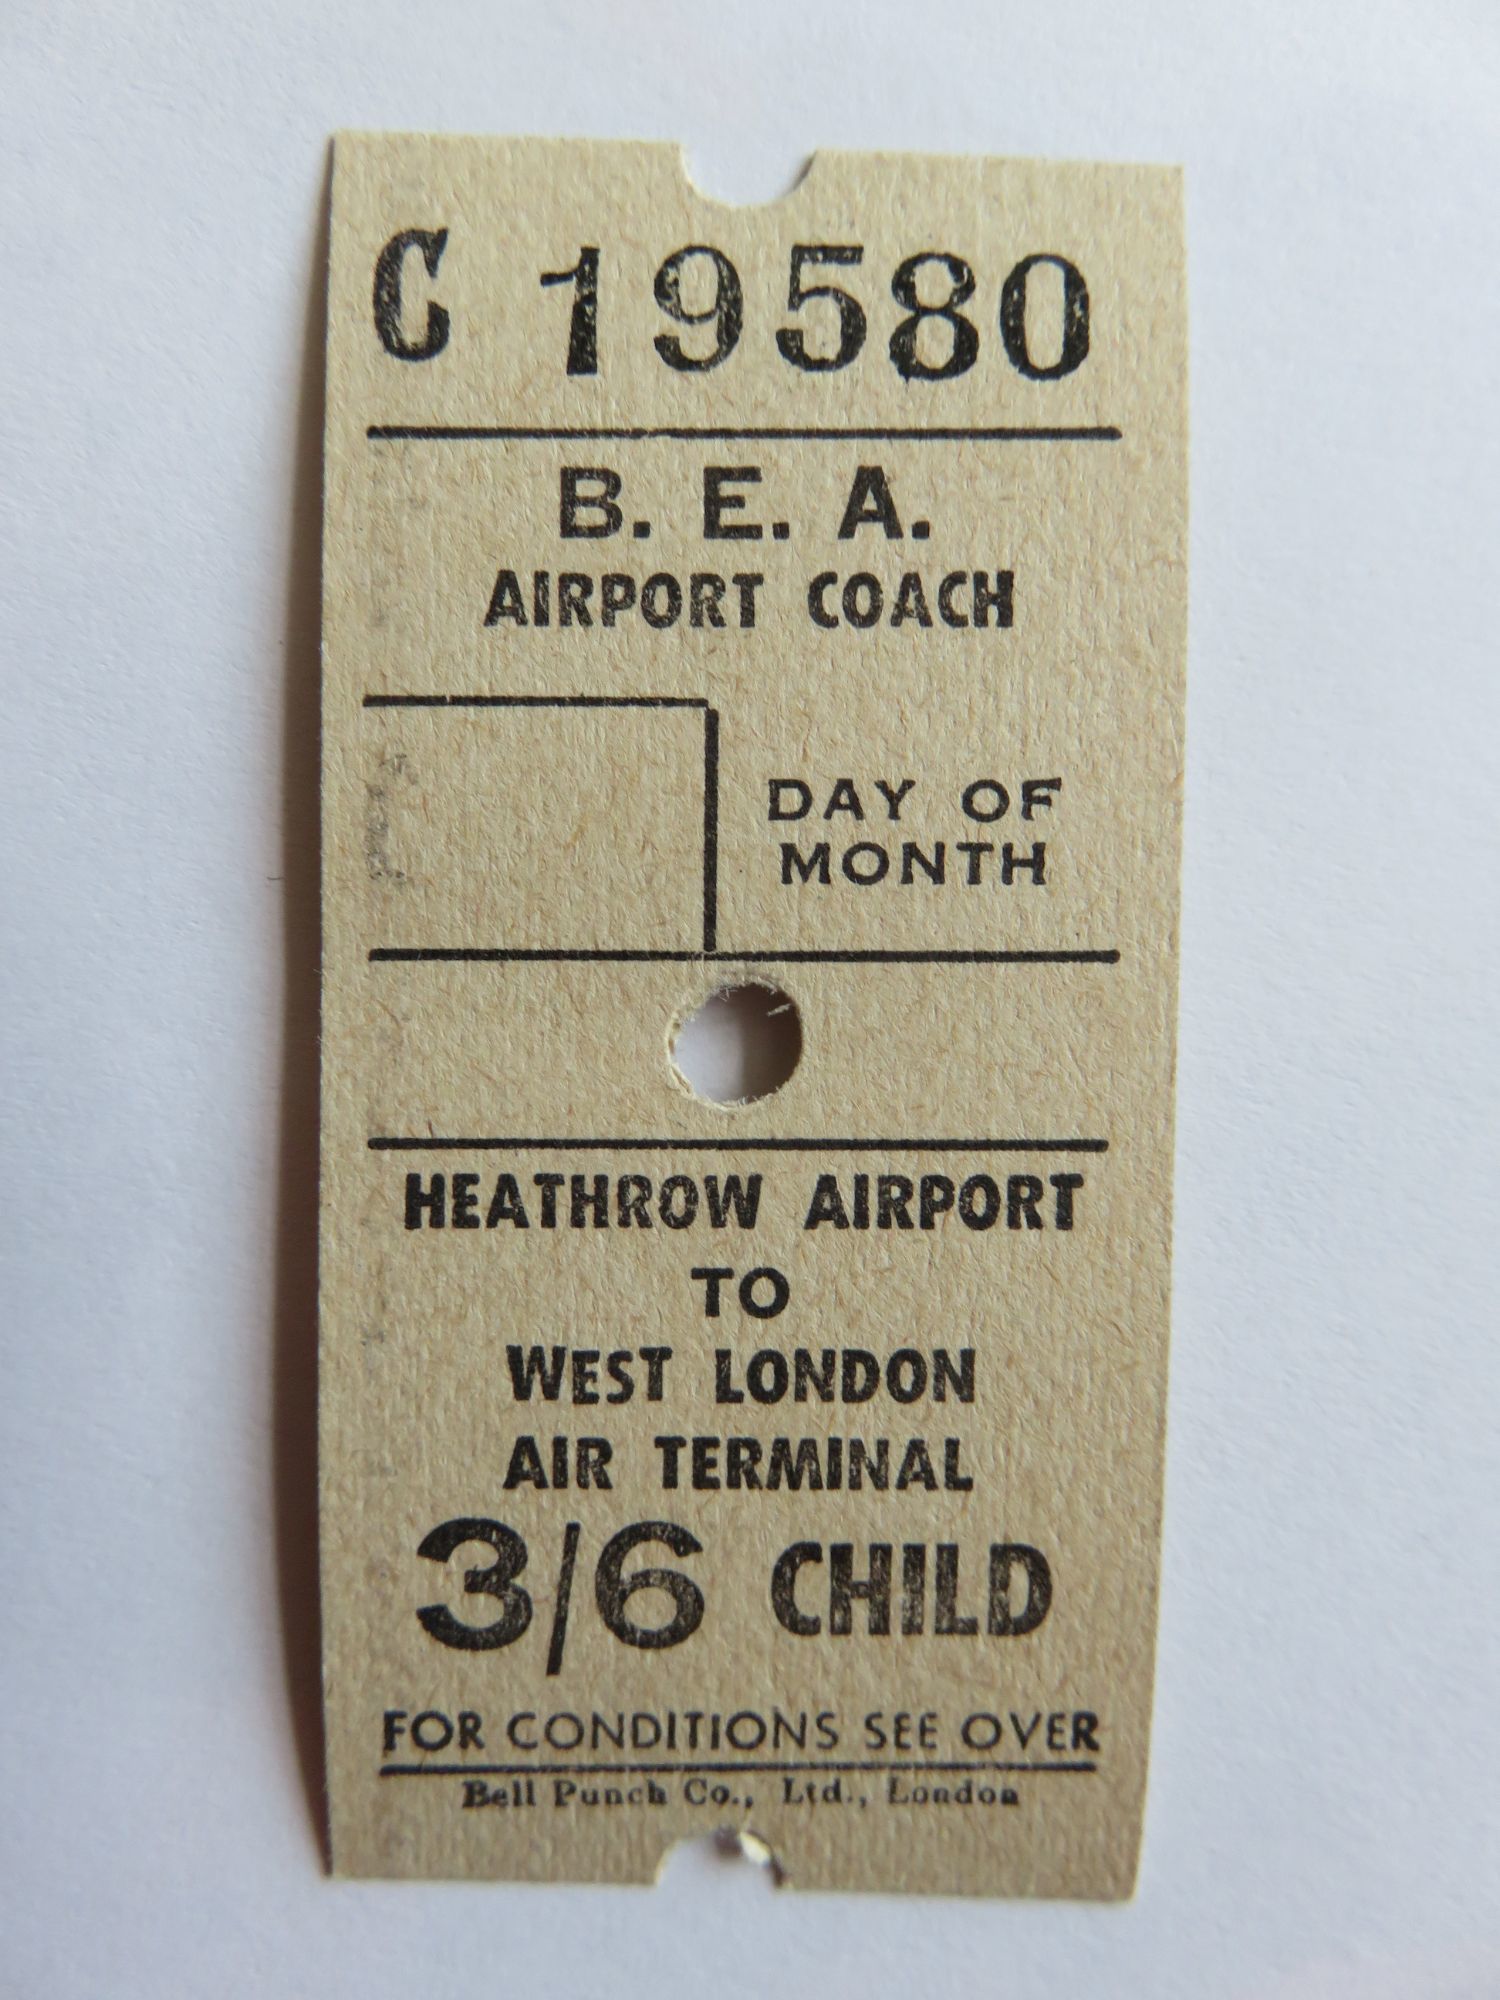 C 19580
B. E. A.
AIRPORT COACH
DAY OF
MONTH
HEATHROW AIRPORT
TO
WEST LONDON
AIR TERMINAL
3/6 CHILD
FOR CONDITIONS SEE OVER
Bell Punch Co., Ltd., London